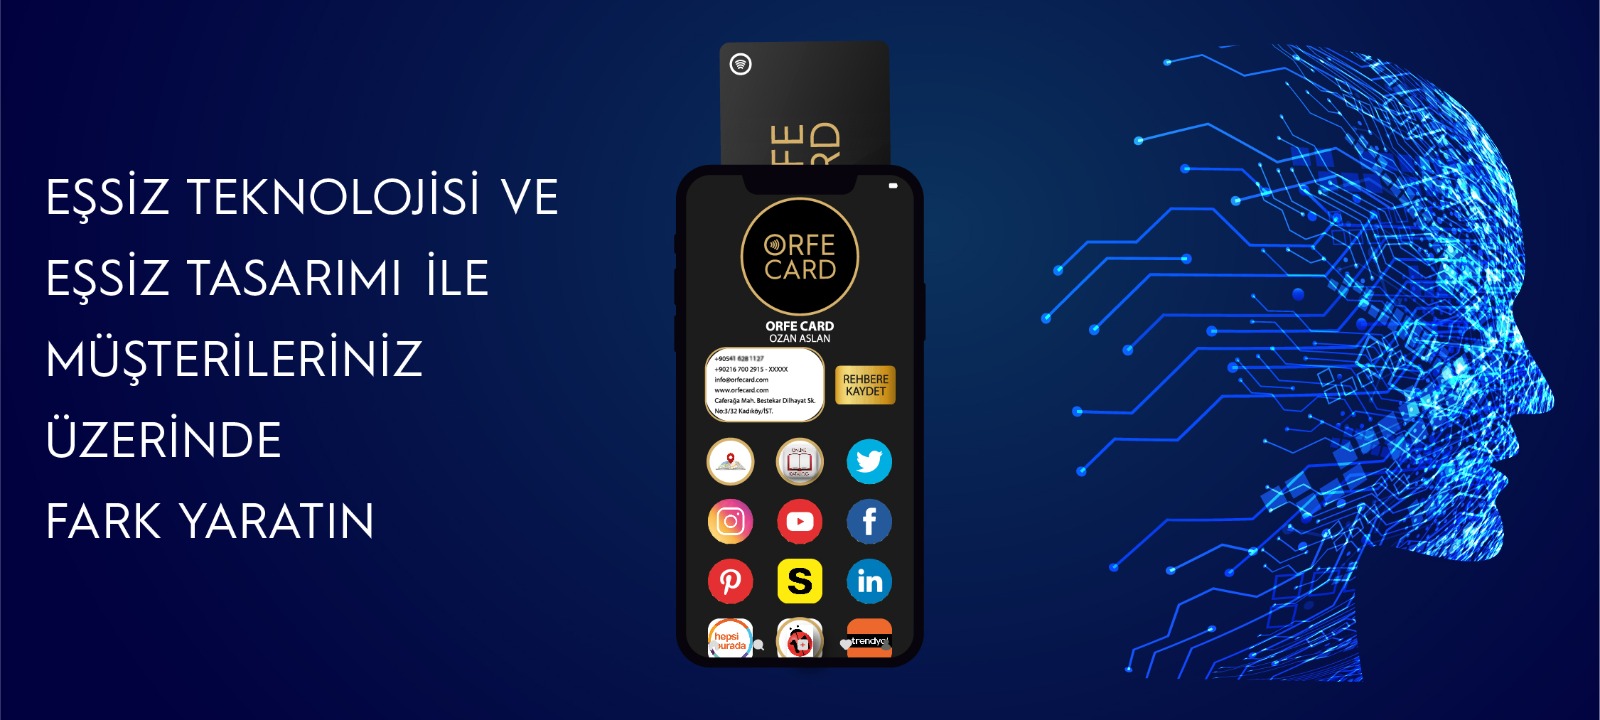 EŞSİZ TEKNOLOJİSİ VE
EŞSİZ TASARIMI İLE
MÜŞTERİLERİNİZ
ÜZERİNDE
FARK YARATIN
ORFE
CARD
ORFE CARD
OZAN ASLAN
+90216 700 2915 - XXXXX
info@orfecard.com
www.orfecard.com
Caferağa Mah. Bestekar Dilhayat Sk.
No:3/32 Kadıköy/İST.
REHBERE
KAYDET
S
in
hepsi
burada
trendyol